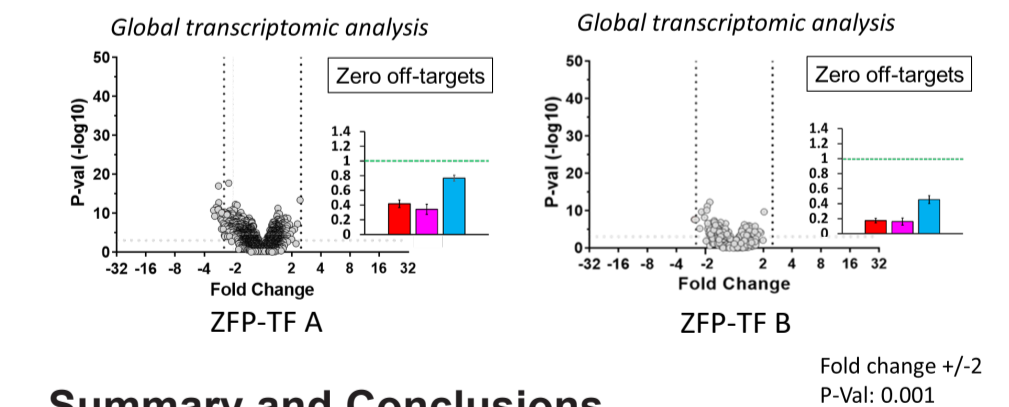 Global transcriptomic analysis
Zero off-targets
P-val (-log10)
50
40
30
20
10
0
-32 -16 -8 -4 -2 2 4 8 16 32
Fold Change
1.4
1.2
1
0.8
0.6
0.4
0.2
0
ZFP-TF A
Global transcriptomic analysis
Zero off-targets
P-val (-log10)
50
40
30
20
10
0
-32 -16 -8 -4 -2 2 4 8 16 32
Fold Change
1.4
1.2
1
0.8
0.6
0.4
0.2
0
ZFP-TF B
Fold change +/-2
P-Val: 0.001
Summary and Conclusions